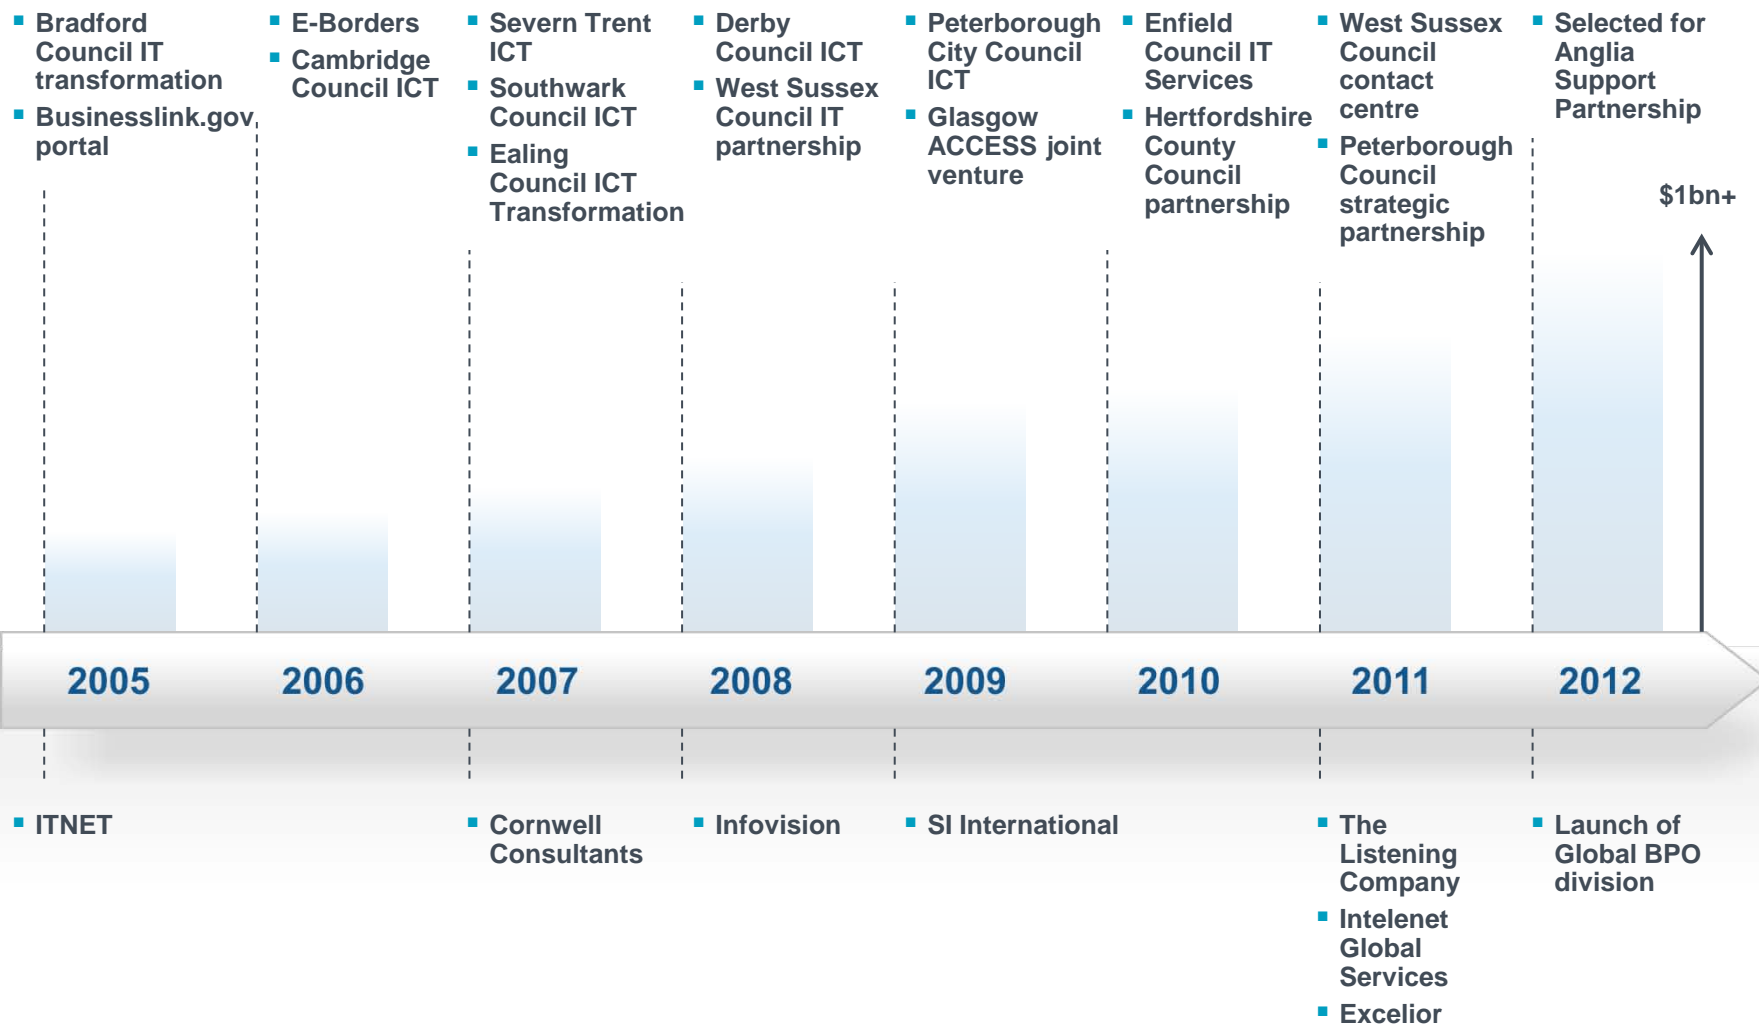 Bradford
Council IT
transformation
Businesslink.gov
portal
E-Borders
Cambridge
Council ICT
Severn Trent
ICT
Southwark
Council ICT
Ealing
Council ICT
Transformation
Derby
Council ICT
West Sussex
Council IT
partnership
Peterborough
City Council
ICT
Glasgow
ACCESS joint
venture
Enfield
Council IT
Services
Hertfordshire
County
Council
partnership
West Sussex
Council
contact
centre
Peterborough
Council
strategic
partnership
Selected for
Anglia
Support
Partnership
$1bn+
2005
2006
2007
2008
2009
2010
2011
2012
ITNET
Cornwell
Consultants
Infovision
SI International
The
Listening
Company
Intelenet
Global
Services
Excelior
Launch of
Global BPO
division